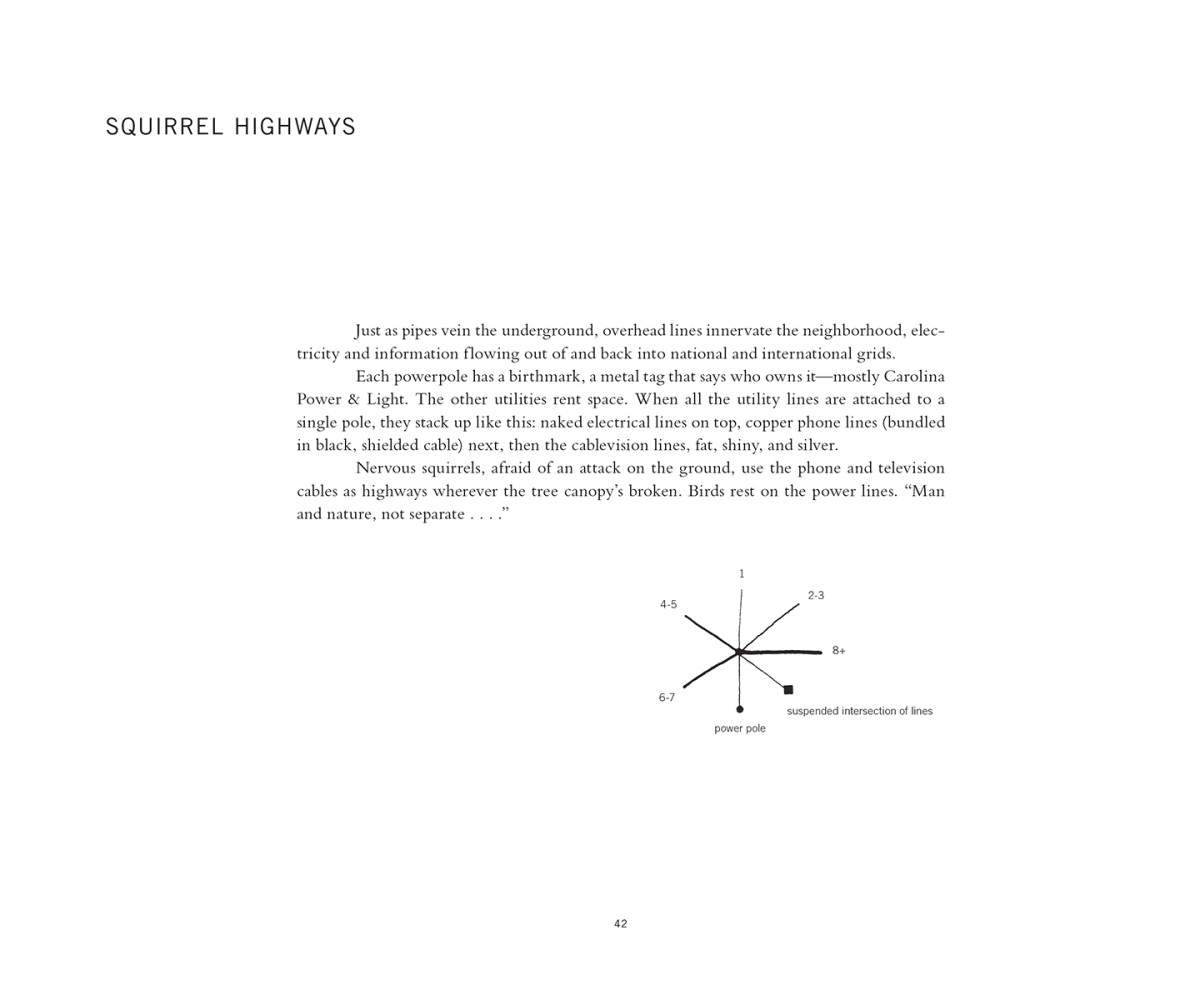 SQUIRREL HIGHWAYS
Just as pipes vein the underground, overhead lines innervate the neighborhood, elec-
tricity and information flowing out of and back into national and international grids.
Each powerpole has a birthmark, a metal tag that says who owns it—mostly Carolina
Power & Light. The other utilities rent space. When all the utility lines are attached to a
single pole, they stack up like this: naked electrical lines on top, copper phone lines (bundled
in black, shielded cable) next, then the cablevision lines, fat, shiny, and silver.
Nervous squirrels, afraid of an attack on the ground, use the phone and television
cables as highways wherever the tree canopy’s broken. Birds rest on the power lines. “Man
and nature, not separate . . . .”
1
2-3
4-5
8+
6-7
suspended intersection of lines
power pole
42